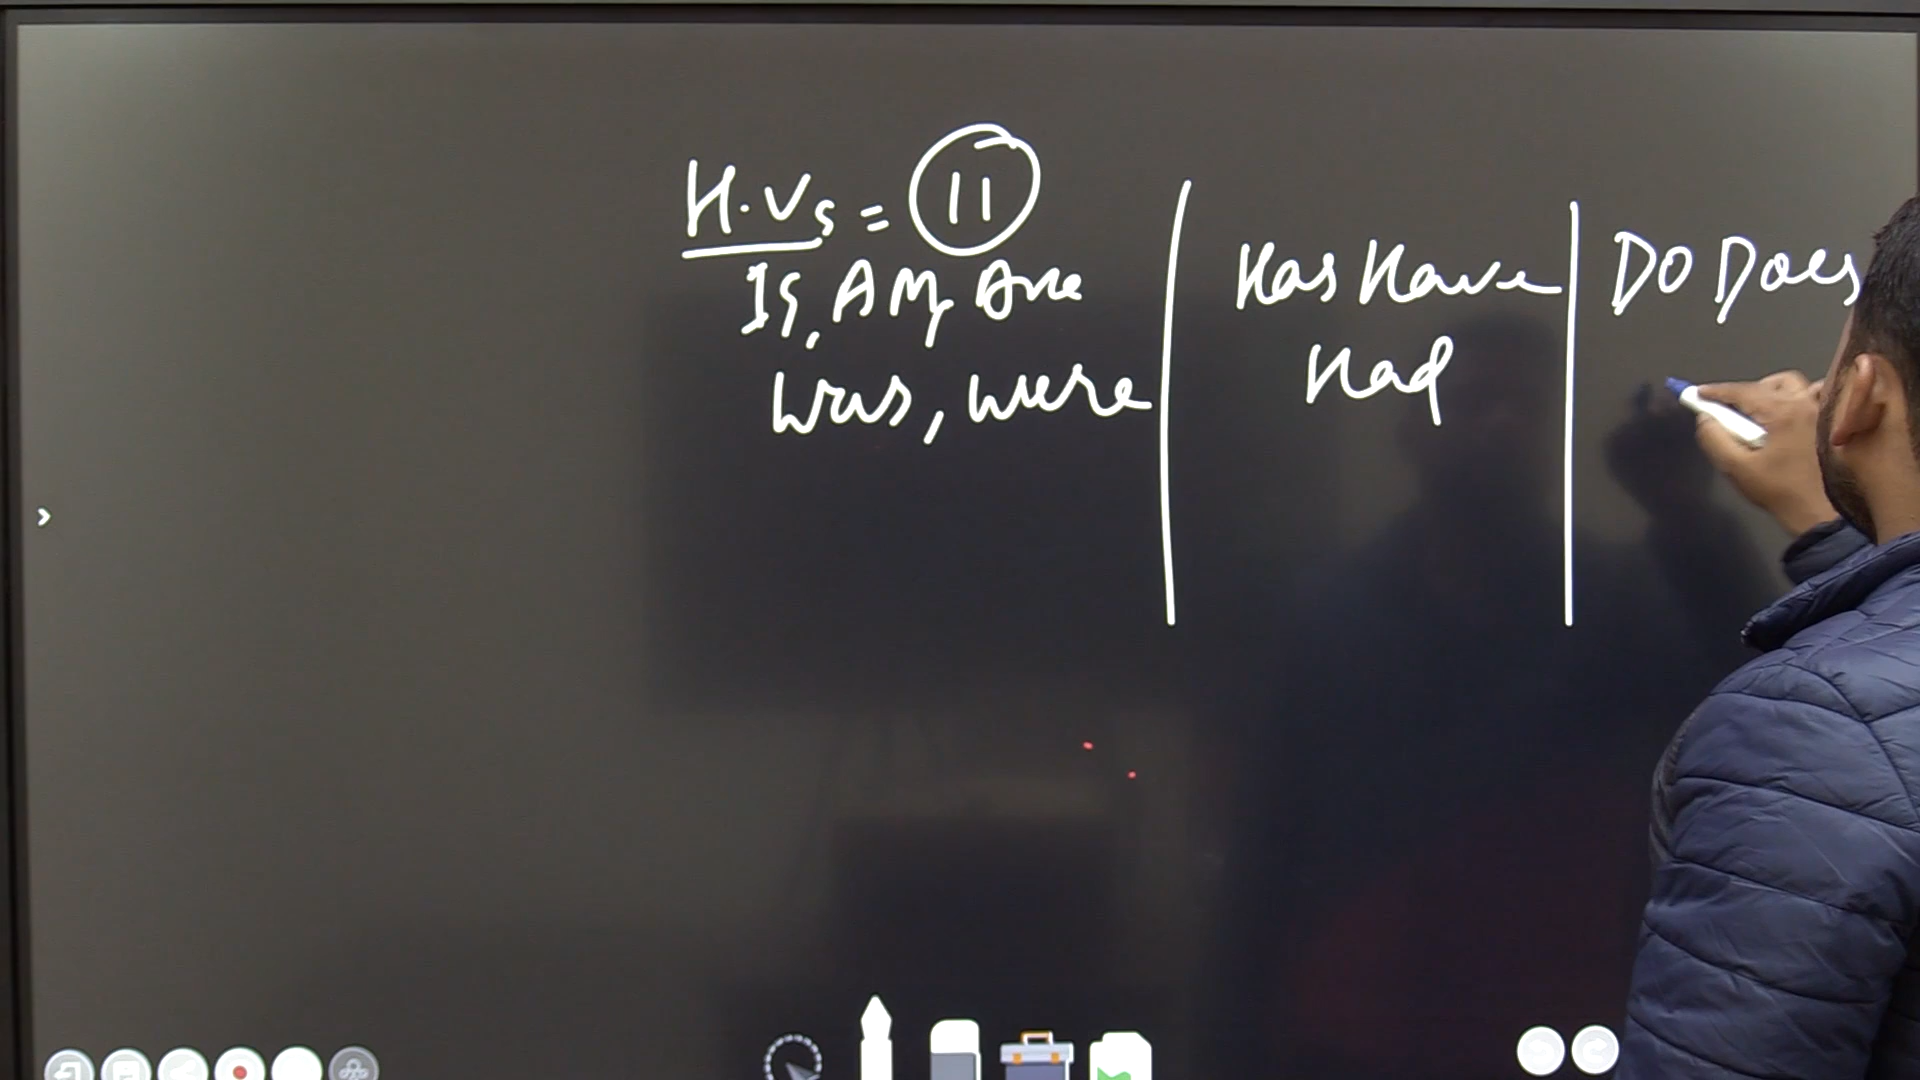 H.Vs = 11
Is, Am, Are
Was, were
Has Have
Had
DO Does